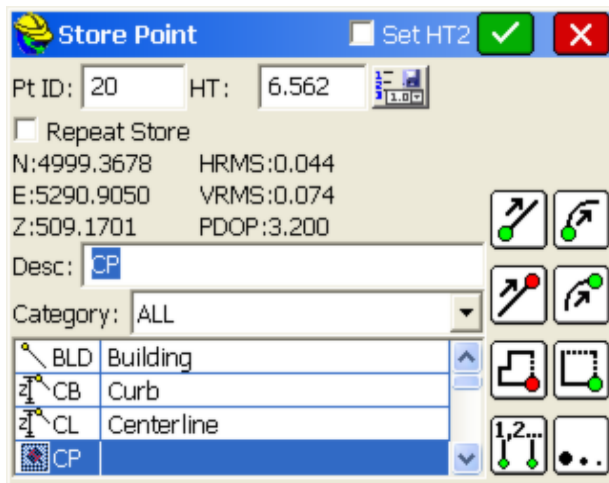 Store Point Set HT2
Pt ID: 20 HT: 6.562
Repeat Store
N:4999.3678 HRMS:0.044
E:5290.9050 VRMS:0.074
Z:509.1701 PDOP:3.200
Desc: CP
Category: ALL
BLD Building
CB Curb
CL Centerline
CP
1,2...